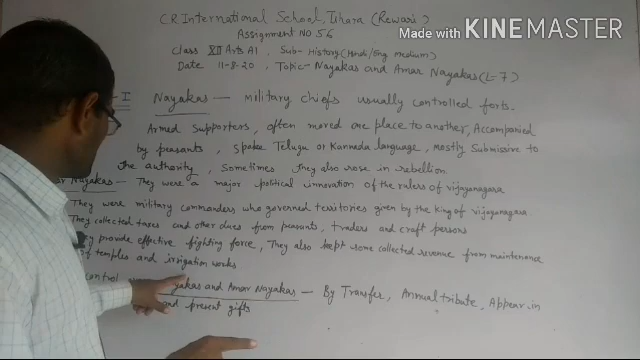 CR International School, Ishara (Rewari)
Assignment No 56
Made with KINEMASTER
Class XII Arts A1, Sub- History (Hindi/Eng medium)
Date 11-8-20, Topic- Nayakas and Amar Nayakas (L-7)
-I Nayakas — military chiefs usually controlled forts.
Armed supporters, often moved one place to another, Accompanied
by peasants, spoke Telugu or Kannada language, mostly Submissive to
the authority, Sometimes They also rose in rebellion.
Nayakas — They were a major political innovation of the rulers of vijayanagara
They were military commanders who governed territories given by the King of vijayanagara
They collected taxes and other dues from peasants, traders and craft persons
provide effective fighting force, They also kept some collected revenue from maintenance
of temples and irrigation works
control Nayakas and Amar Nayakas — By Transfer, Annual tribute, Appear in
and present gifts